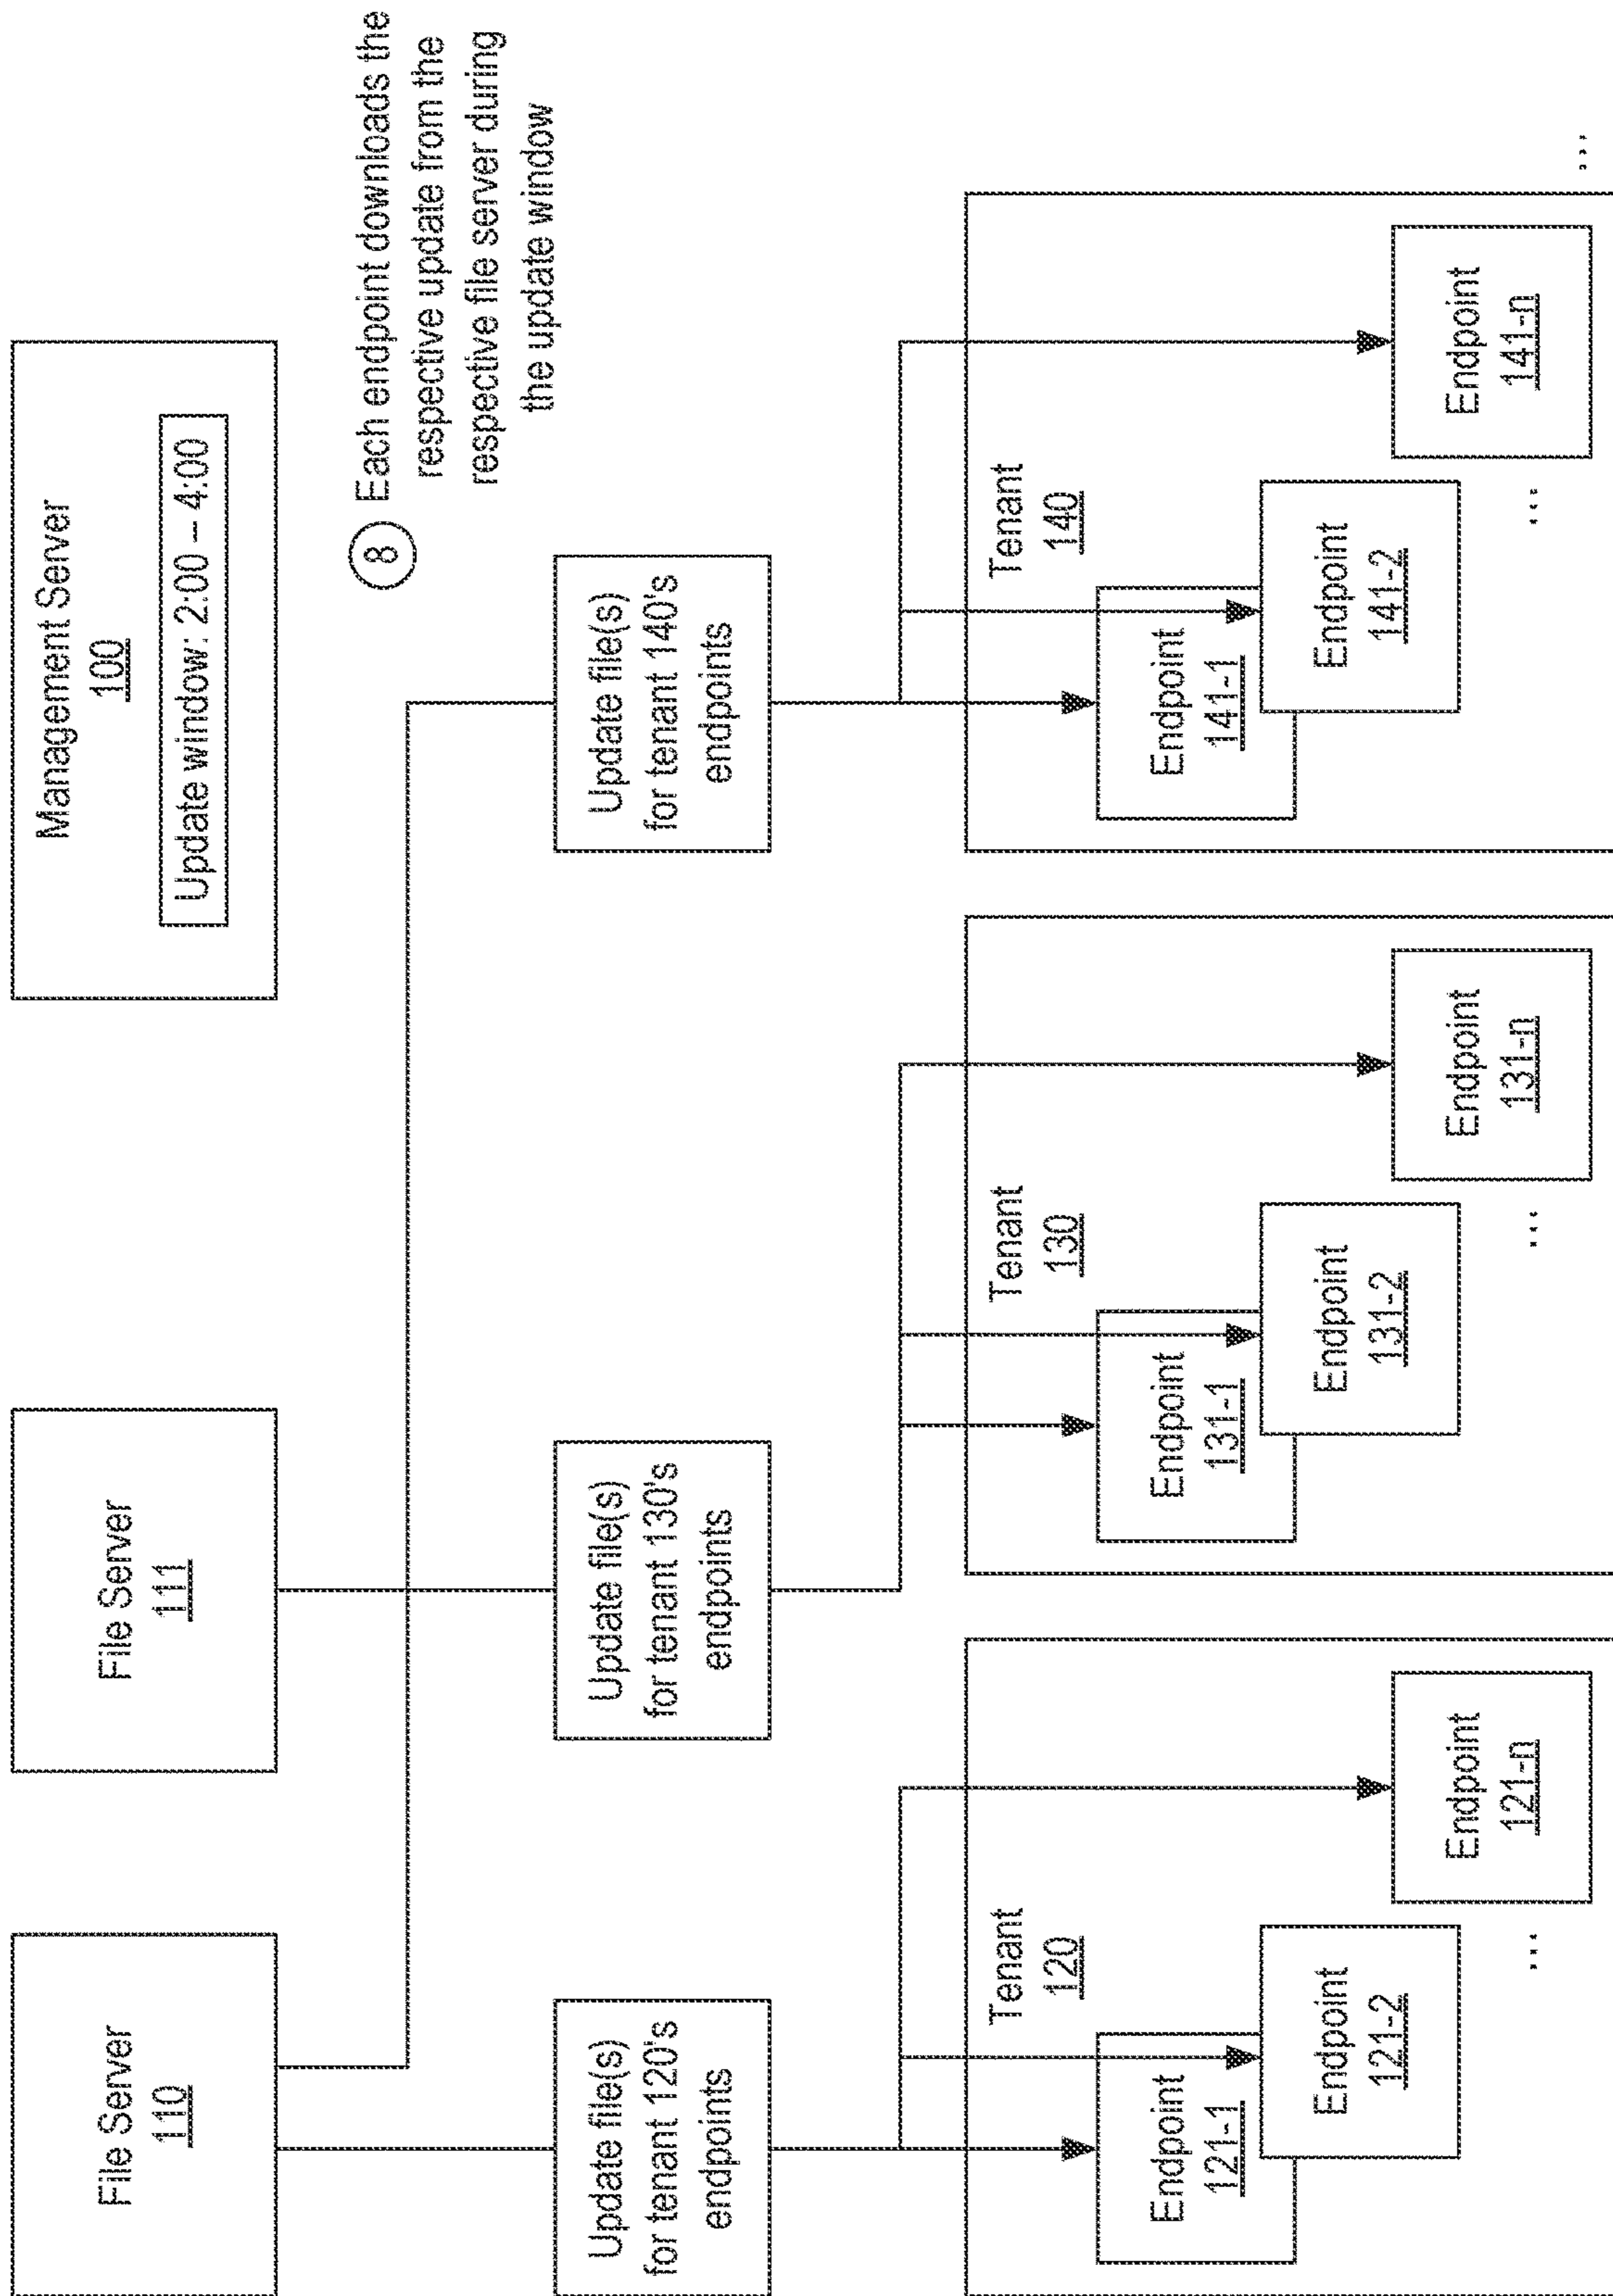 File Server
110
File Server
111
Management Server
100
Update window: 2:00 – 4:00
8
Each endpoint downloads the
respective update from the
respective file server during
the update window
Update file(s)
for tenant 120's
endpoints
Update file(s)
for tenant 130's
endpoints
Update file(s)
for tenant 140's
endpoints
Tenant
120
Endpoint
121-1
Endpoint
121-2
...
Endpoint
121-n
Tenant
130
Endpoint
131-1
Endpoint
131-2
...
Endpoint
131-n
Tenant
140
Endpoint
141-1
Endpoint
141-2
...
Endpoint
141-n
...